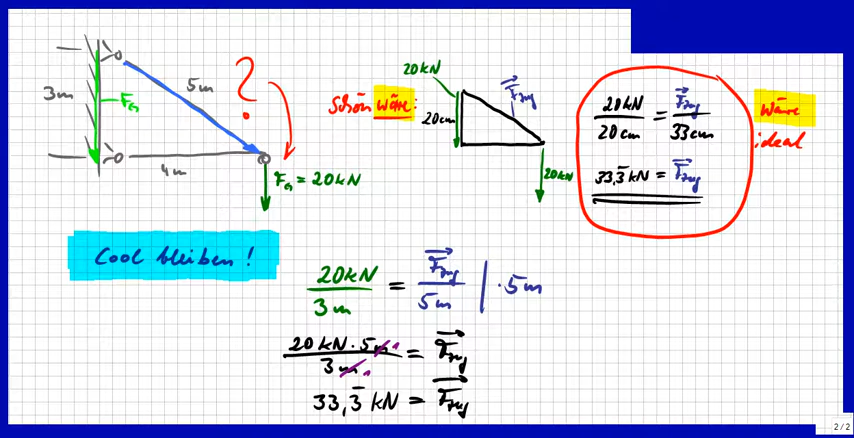 3m
5m
?
F_G
4m
F_G = 20kN
20kN
Schön wäre:
20cm
F_zug
20kN
20kN / 20cm = F_zug / 33cm
33,3̅ kN = F_zug
wäre
ideal
Cool bleiben!
20kN / 3m = F_zug / 5m | · 5m
20 kN · 5m / 3m = F_zug
33,3̅ kN = F_zug
2 / 2